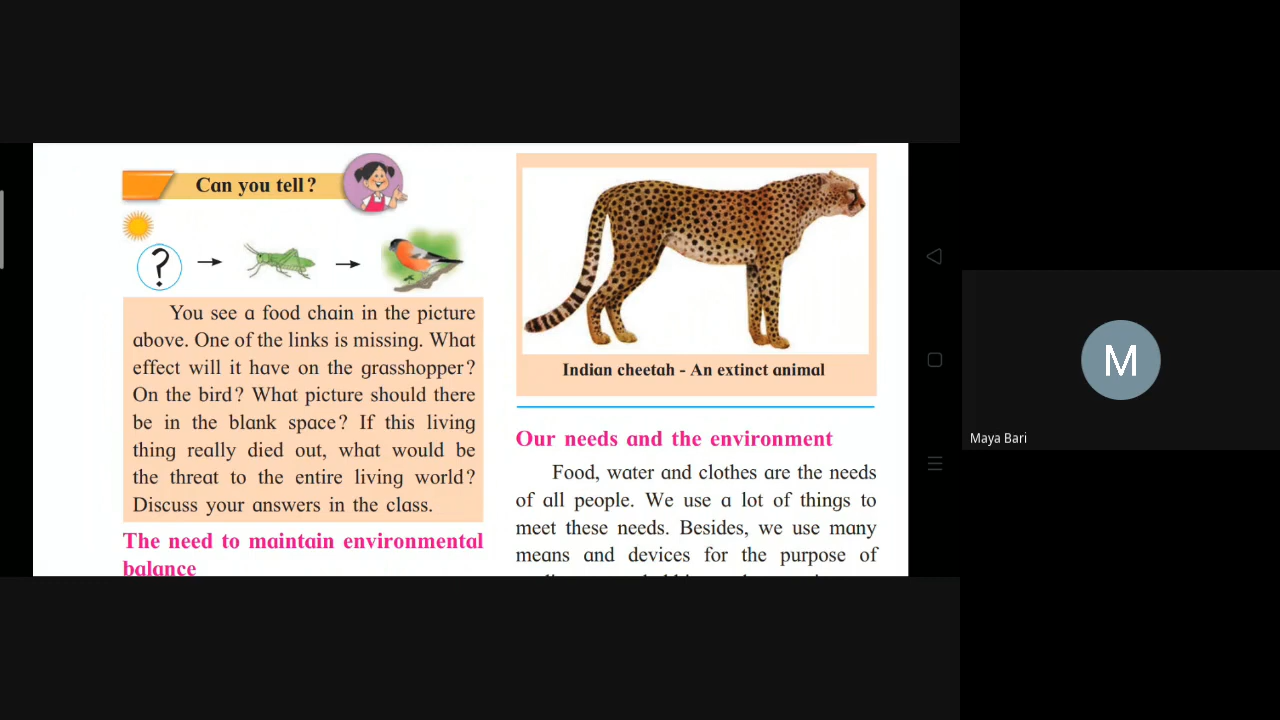 Can you tell?
?
You see a food chain in the picture
above. One of the links is missing. What
effect will it have on the grasshopper?
On the bird? What picture should there
be in the blank space? If this living
thing really died out, what would be
the threat to the entire living world?
Discuss your answers in the class.
The need to maintain environmental
balance
Indian cheetah - An extinct animal
Our needs and the environment
Food, water and clothes are the needs
of all people. We use a lot of things to
meet these needs. Besides, we use many
means and devices for the purpose of
M
Maya Bari